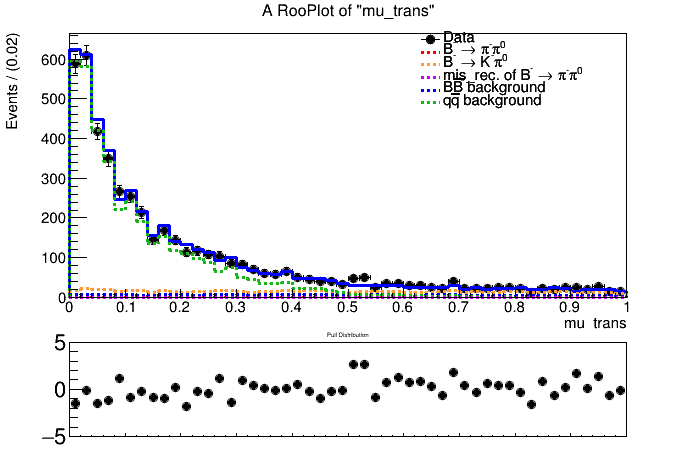 A RooPlot of "mu_trans"
Events / (0.02)
600
500
400
300
200
100
0
Data
B⁻ → π⁻π⁰
B⁻ → K⁻π⁰
mis_rec. of B⁻ → π⁻π⁰
BB̅ background
qq̅ background
0 0.1 0.2 0.3 0.4 0.5 0.6 0.7 0.8 0.9 1
mu_trans
Pull Distribution
5
0
−5